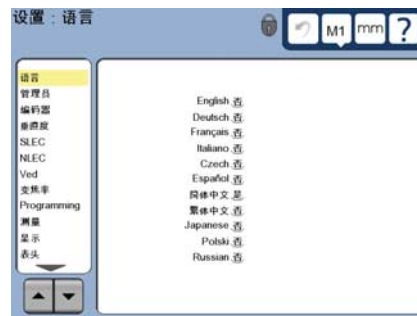 设置：语言
M1
mm
?
语言
管理员
编码器
垂直度
SLEC
NLEC
Ved
变焦率
Programming
测量
显示
表头
English 否
Deutsch 否
Français 否
Italiano 否
Czech 否
Español 否
简体中文 是
繁体中文 否
Japanese 否
Polski 否
Russian 否